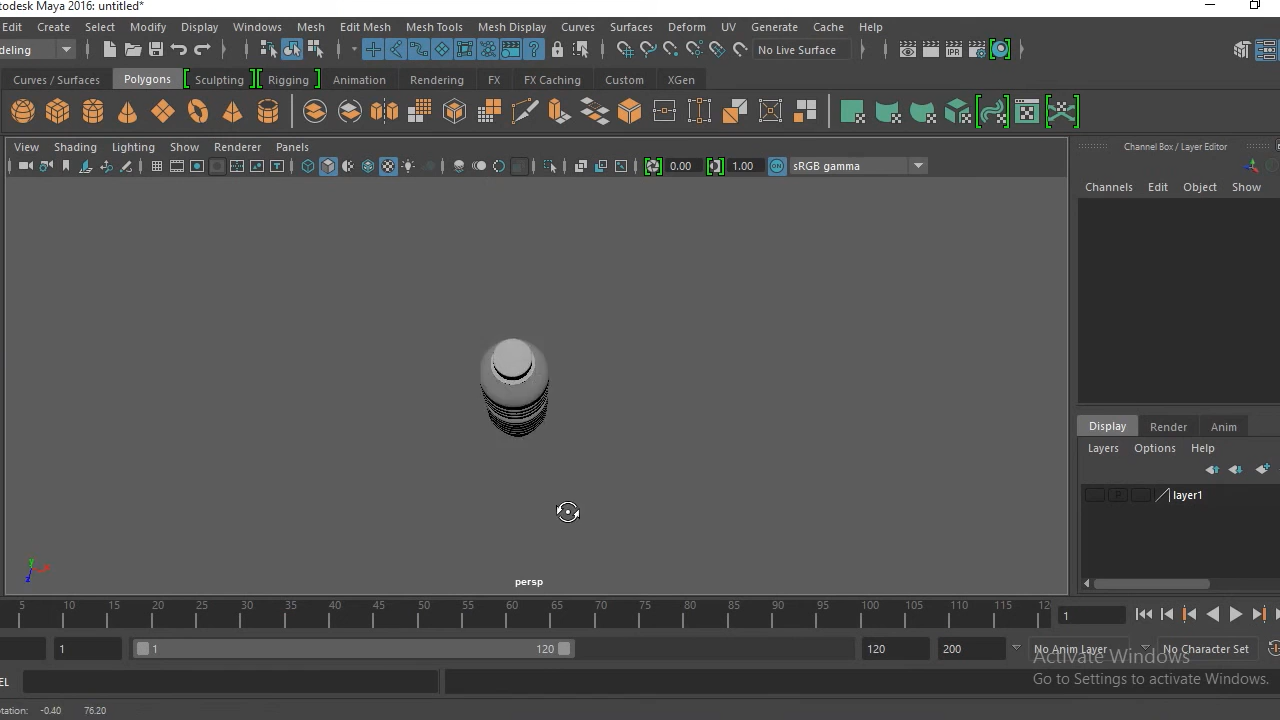 todesk Maya 2016: untitled*
Edit Create Select Modify Display Windows Mesh Edit Mesh Mesh Tools Mesh Display Curves Surfaces Deform UV Generate Cache Help
deling No Live Surface
Curves / Surfaces Polygons Sculpting Rigging Animation Rendering FX FX Caching Custom XGen
View Shading Lighting Show Renderer Panels
0.00 1.00 sRGB gamma
Channel Box / Layer Editor
Channels Edit Object Show
Display Render Anim
Layers Options Help
P layer1
persp
5 10 15 20 25 30 35 40 45 50 55 60 65 70 75 80 85 90 95 100 105 110 115 12
1
1 1 120 120 200 No Anim Layer No Character Set
Activate Windows
Go to Settings to activate Windows.
EL
tation: -0.40 76.20